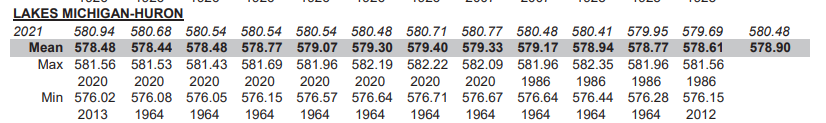 LAKES MICHIGAN-HURON
2021 580.94 580.68 580.54 580.54 580.54 580.48 580.71 580.77 580.48 580.41 579.95 579.69 580.48
Mean 578.48 578.44 578.48 578.77 579.07 579.30 579.40 579.33 579.17 578.94 578.77 578.61 578.90
Max 581.56 581.53 581.43 581.69 581.96 582.19 582.22 582.09 581.96 582.35 581.96 581.56
2020 2020 2020 2020 2020 2020 2020 2020 1986 1986 1986 1986
Min 576.02 576.08 576.05 576.15 576.57 576.64 576.71 576.67 576.64 576.44 576.28 576.15
2013 1964 1964 1964 1964 1964 1964 1964 1964 1964 1964 2012